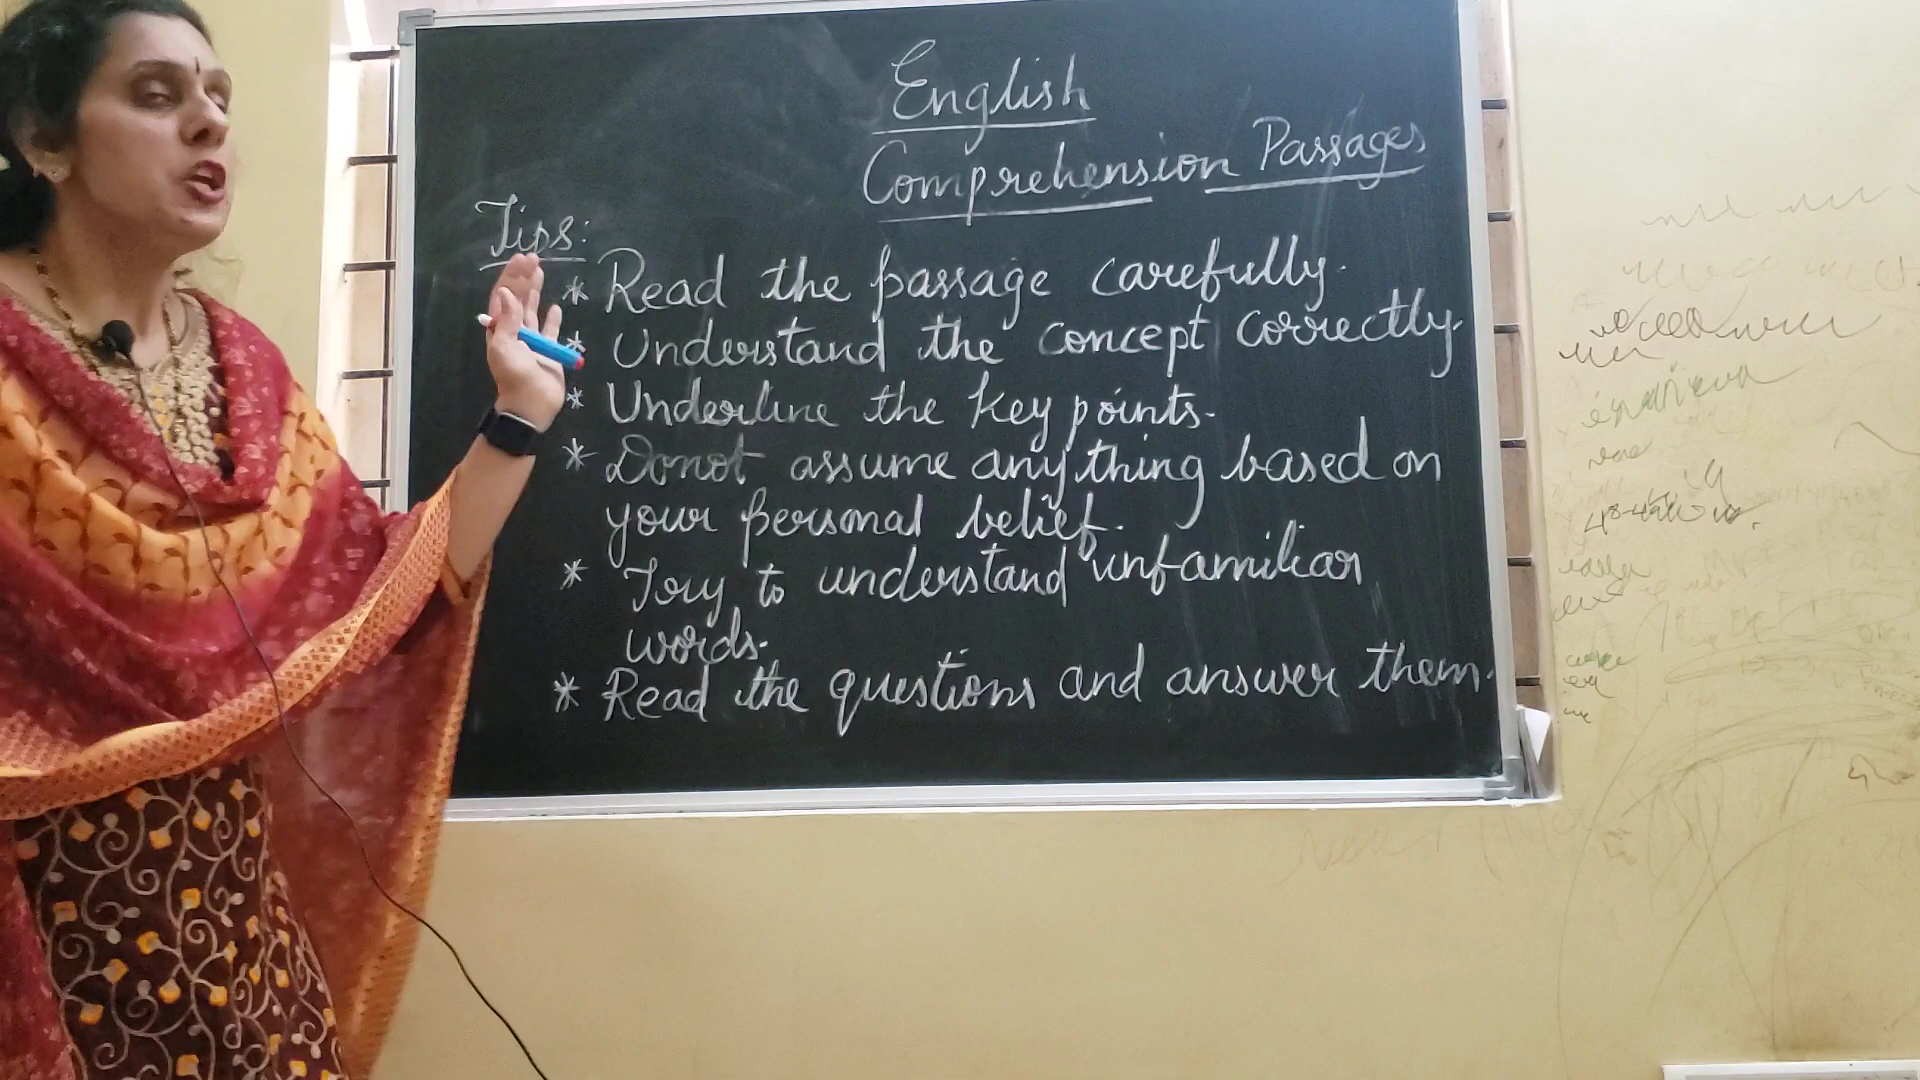 English
Comprehension Passages
Tips:
* Read the passage carefully.
* Understand the concept correctly.
* Underline the key points.
* Donot assume anything based on
your personal belief.
* Try to understand unfamiliar
words.
* Read the questions and answer them.